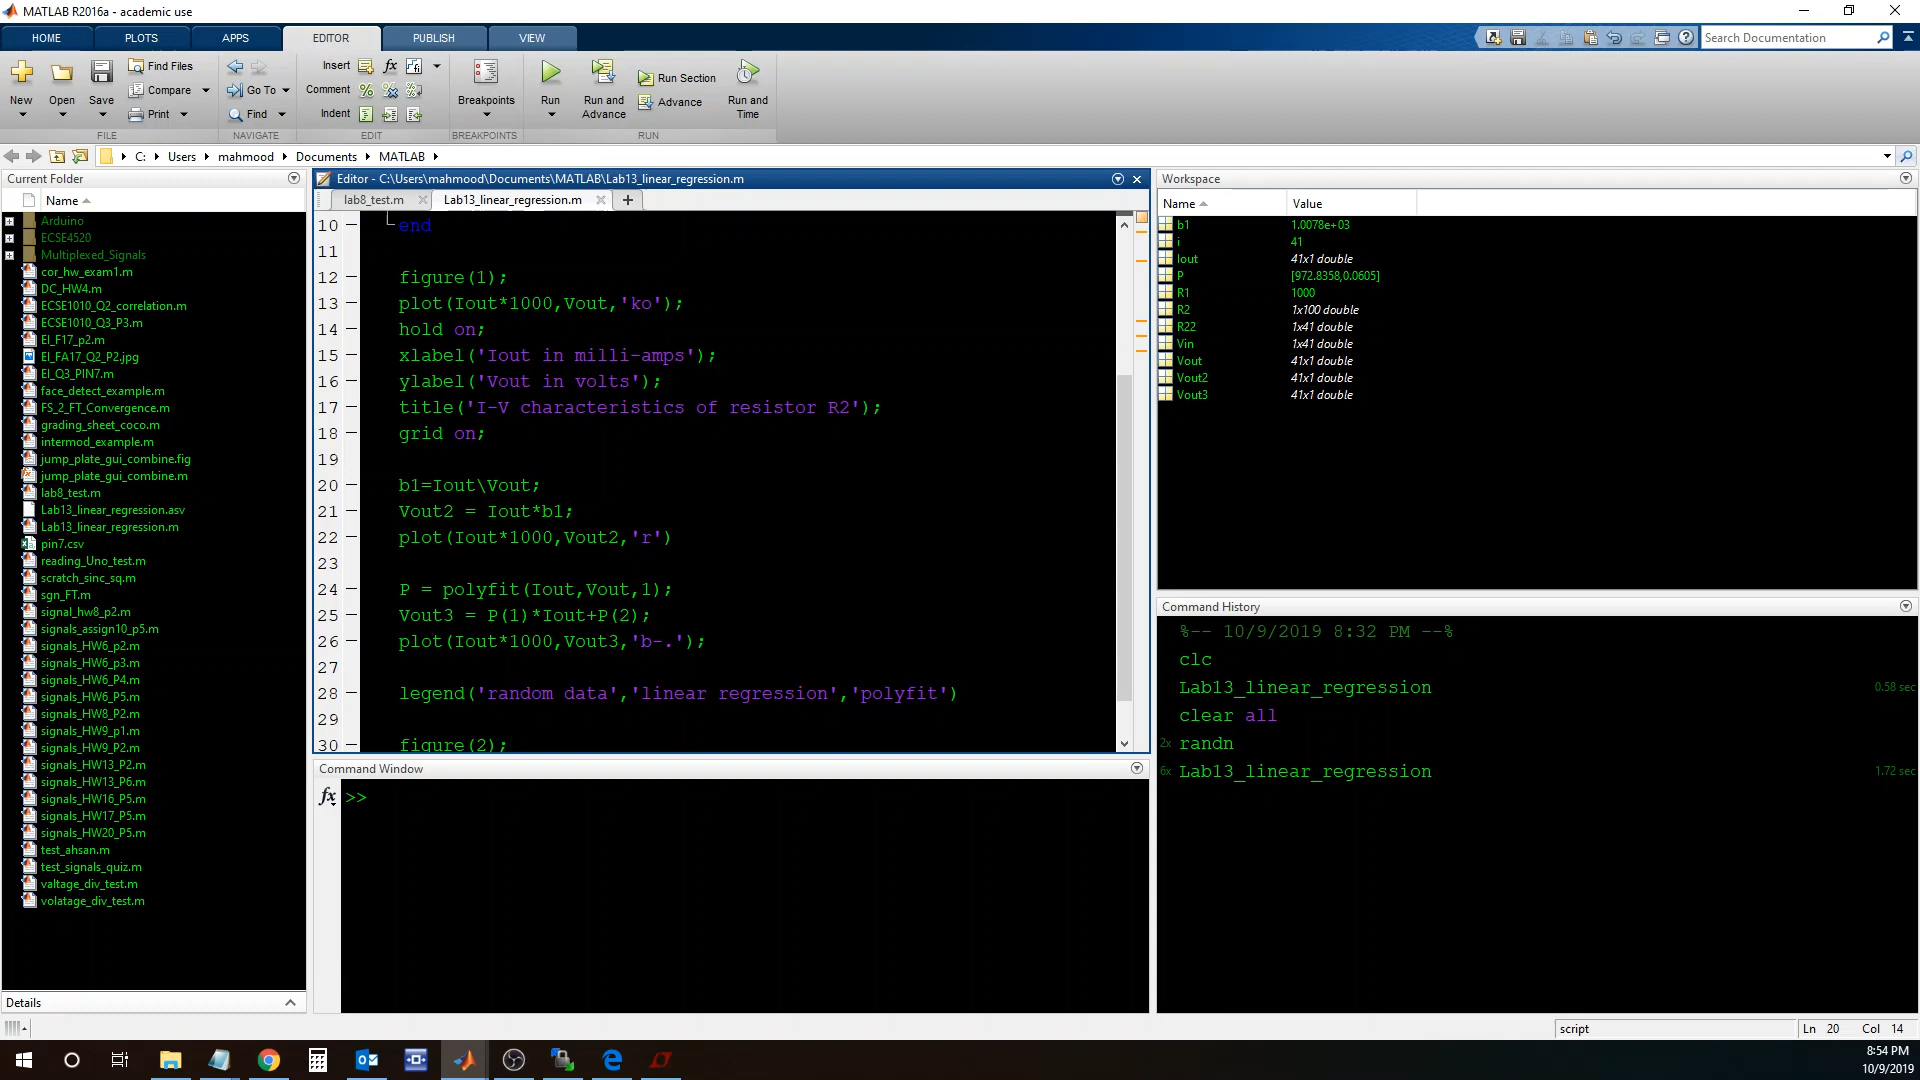 MATLAB R2016a - academic use
HOME PLOTS APPS EDITOR PUBLISH VIEW
Search Documentation
New Open Save Find Files Compare Print
Go To Find
Insert fx
Comment
Indent
Breakpoints
Run Run and Advance Run Section Advance Run and Time
FILE NAVIGATE EDIT BREAKPOINTS RUN
C: Users mahmood Documents MATLAB
Current Folder
Name
Arduino
ECSE4520
Multiplexed_Signals
cor_hw_exam1.m
DC_HW4.m
ECSE1010_Q2_correlation.m
ECSE1010_Q3_P3.m
EI_F17_p2.m
EI_FA17_Q2_P2.jpg
EI_Q3_PIN7.m
face_detect_example.m
FS_2_FT_Convergence.m
grading_sheet_coco.m
intermod_example.m
jump_plate_gui_combine.fig
jump_plate_gui_combine.m
lab8_test.m
Lab13_linear_regression.asv
Lab13_linear_regression.m
pin7.csv
reading_Uno_test.m
scratch_sinc_sq.m
sgn_FT.m
signal_hw8_p2.m
signals_assign10_p5.m
signals_HW6_p2.m
signals_HW6_p3.m
signals_HW6_P4.m
signals_HW6_P5.m
signals_HW8_P2.m
signals_HW9_p1.m
signals_HW9_P2.m
signals_HW13_P2.m
signals_HW13_P6.m
signals_HW16_P5.m
signals_HW17_P5.m
signals_HW20_P5.m
test_ahsan.m
test_signals_quiz.m
valtage_div_test.m
volatage_div_test.m
Details
Editor - C:\Users\mahmood\Documents\MATLAB\Lab13_linear_regression.m
lab8_test.m Lab13_linear_regression.m
10 end
11
12 figure(1);
13 plot(Iout*1000,Vout,'ko');
14 hold on;
15 xlabel('Iout in milli-amps');
16 ylabel('Vout in volts');
17 title('I-V characteristics of resistor R2');
18 grid on;
19
20 b1=Iout\Vout;
21 Vout2 = Iout*b1;
22 plot(Iout*1000,Vout2,'r')
23
24 P = polyfit(Iout,Vout,1);
25 Vout3 = P(1)*Iout+P(2);
26 plot(Iout*1000,Vout3,'b-.');
27
28 legend('random data','linear regression','polyfit')
29
30 figure(2);
Command Window
fx >>
Workspace
Name Value
b1 1.0078e+03
i 41
Iout 41x1 double
P [972.8358,0.0605]
R1 1000
R2 1x100 double
R22 1x41 double
Vin 1x41 double
Vout 41x1 double
Vout2 41x1 double
Vout3 41x1 double
Command History
%-- 10/9/2019 8:32 PM --%
clc
Lab13_linear_regression 0.58 sec
clear all
2x randn
6x Lab13_linear_regression 1.72 sec
script Ln 20 Col 14
8:54 PM
10/9/2019